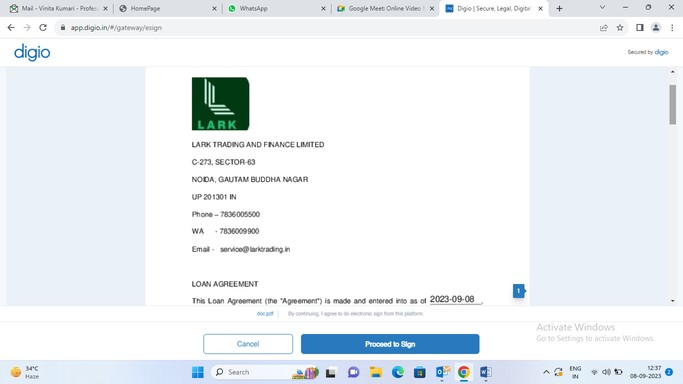 Mail - Vinita Kumari - Profes
HomePage
WhatsApp
Google Meet Online Video
Digio | Secure, Legal, Digit
app.digio.in/#/gateway/esign
digio
Secured by digio
LARK
LARK TRADING AND FINANCE LIMITED
C-273, SECTOR-63
NOIDA, GAUTAM BUDDHA NAGAR
UP 201301 IN
Phone – 7836005500
WA - 7836009900
Email - service@larktrading.in
LOAN AGREEMENT
This Loan Agreement (the "Agreement") is made and entered into as of 2023-09-08,
1
doc.pdf | By continuing, I agree to do electronic sign from this platform.
Cancel
Proceed to Sign
Activate Windows
Go to Settings to activate Windows.
34°C
Haze
Search
ENG
IN
12:37
08-09-2023
2